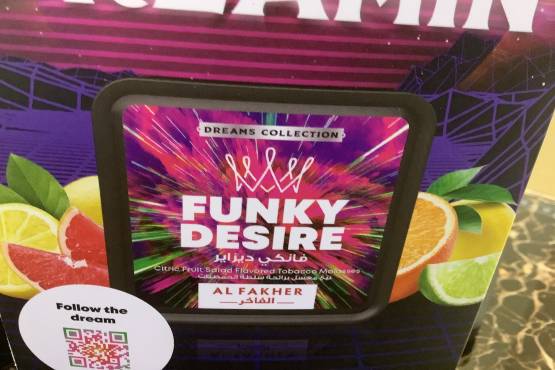 DREAMS COLLECTION
FUNKY
DESIRE
فانكي ديزاير
Citric Fruit Salad Flavored Tobacco Molasses
AL FAKHER
الفاخر
Follow the
dream